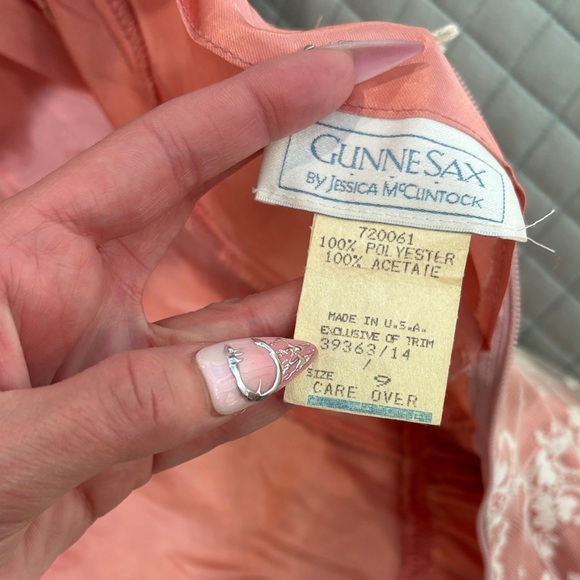 GUNNE SAX
BY JESSICA McCLINTOCK
720061
100% POLYESTER
100% ACETATE
MADE IN U.S.A.
EXCLUSIVE OF TRIM
39363/14
/
SIZE 9
CARE OVER